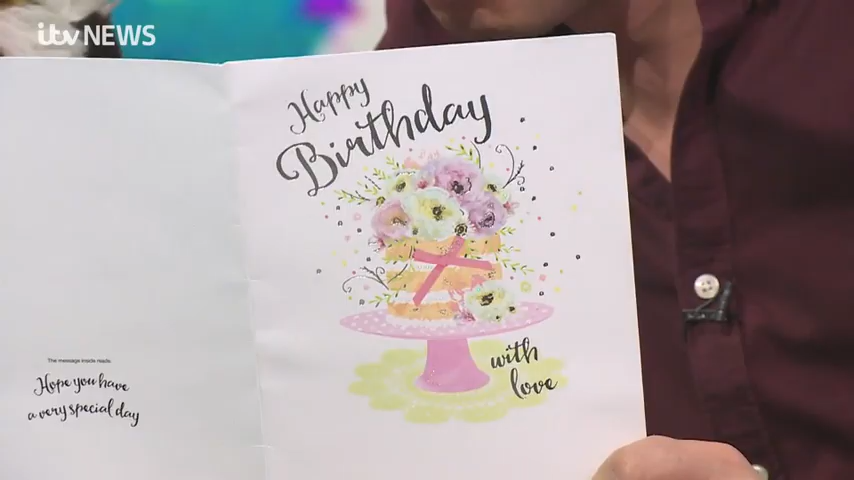 itv NEWS
Happy
Birthday
with
love
The message inside reads:
Hope you have
a very special day